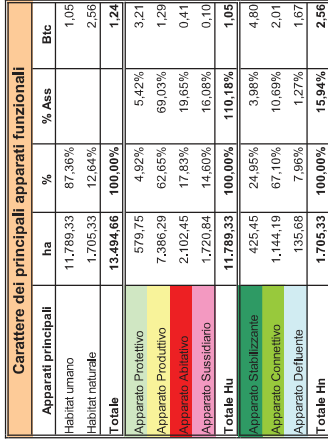 Carattere dei principali apparati funzionali
Apparati principali ha % % Ass Btc
Habitat umano 11.789,33 87,36% 1,05
Habitat naturale 1.705,33 12,64% 2,56
Totale 13.494,66 100,00% 1,24
Apparato Protettivo 579,75 4,92% 5,42% 3,21
Apparato Produttivo 7.386,29 62,65% 69,03% 1,29
Apparato Abitativo 2.102,45 17,83% 19,65% 0,41
Apparato Sussidiario 1.720,84 14,60% 16,08% 0,10
Totale Hu 11.789,33 100,00% 110,18% 1,05
Apparato Stabilizzante 425,45 24,95% 3,98% 4,80
Apparato Connettivo 1.144,19 67,10% 10,69% 2,01
Apparato Defluente 135,68 7,96% 1,27% 1,67
Totale Hn 1.705,33 100,00% 15,94% 2,56